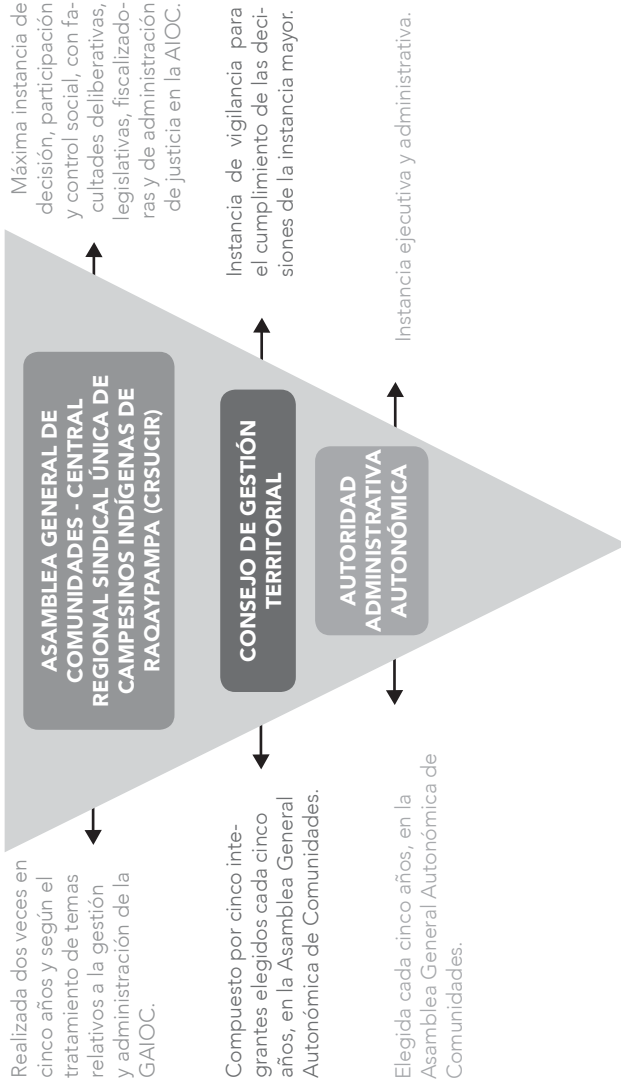 Realizada dos veces en
cinco años y según el
tratamiento de temas
relativos a la gestión
y administración de la
GAIOC.
ASAMBLEA GENERAL DE
COMUNIDADES - CENTRAL
REGIONAL SINDICAL ÚNICA DE
CAMPESINOS INDÍGENAS DE
RAQAYPAMPA (CRSUCIR)
Máxima instancia de
decisión, participación
y control social, con fa-
cultades deliberativas,
legislativas, fiscalizado-
ras y de administración
de justicia en la AIOC.
Compuesto por cinco inte-
grantes elegidos cada cinco
años, en la Asamblea General
Autonómica de Comunidades.
CONSEJO DE GESTIÓN
TERRITORIAL
Instancia de vigilancia para
el cumplimiento de las deci-
siones de la instancia mayor.
Elegida cada cinco años, en la
Asamblea General Autonómica de
Comunidades.
AUTORIDAD
ADMINISTRATIVA
AUTONÓMICA
Instancia ejecutiva y administrativa.